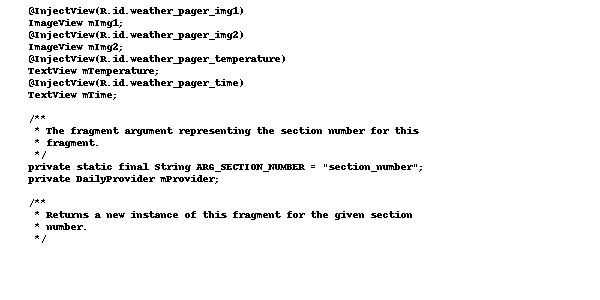 @InjectView(R.id.weather_pager_img1)
ImageView mImg1;
@InjectView(R.id.weather_pager_img2)
ImageView mImg2;
@InjectView(R.id.weather_pager_temperature)
TextView mTemperature;
@InjectView(R.id.weather_pager_time)
TextView mTime;
/**
* The fragment argument representing the section number for this
* fragment.
*/
private static final String ARG_SECTION_NUMBER = "section_number";
private DailyProvider mProvider;
/**
* Returns a new instance of this fragment for the given section
* number.
*/